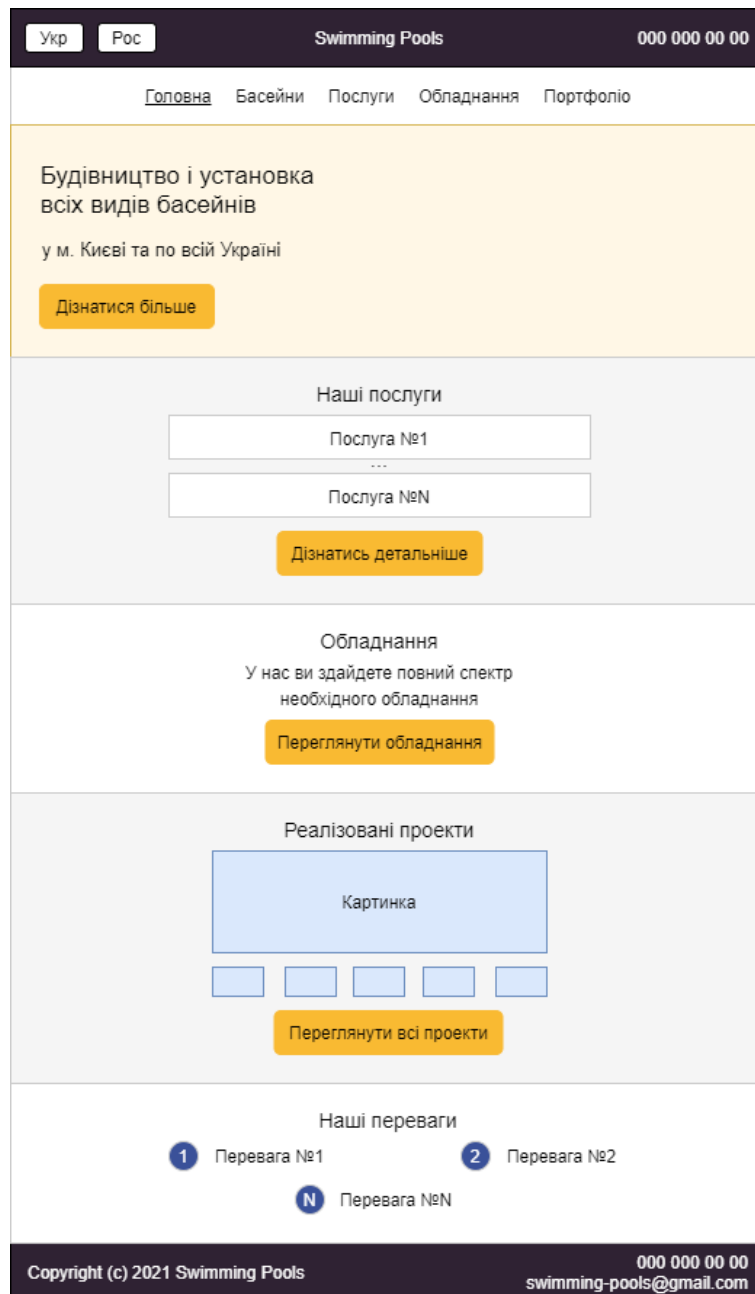 Укр Рос Swimming Pools 000 000 00 00
Головна Басейни Послуги Обладнання Портфоліо
Будівництво і установка
всіх видів басейнів
у м. Києві та по всій Україні
Дізнатися більше
Наші послуги
Послуга №1
...
Послуга №N
Дізнатись детальніше
Обладнання
У нас ви здайдете повний спектр
необхідного обладнання
Переглянути обладнання
Реалізовані проекти
Картинка
Переглянути всі проекти
Наші переваги
1 Перевага №1 2 Перевага №2
N Перевага №N
Copyright (c) 2021 Swimming Pools
000 000 00 00
swimming-pools@gmail.com